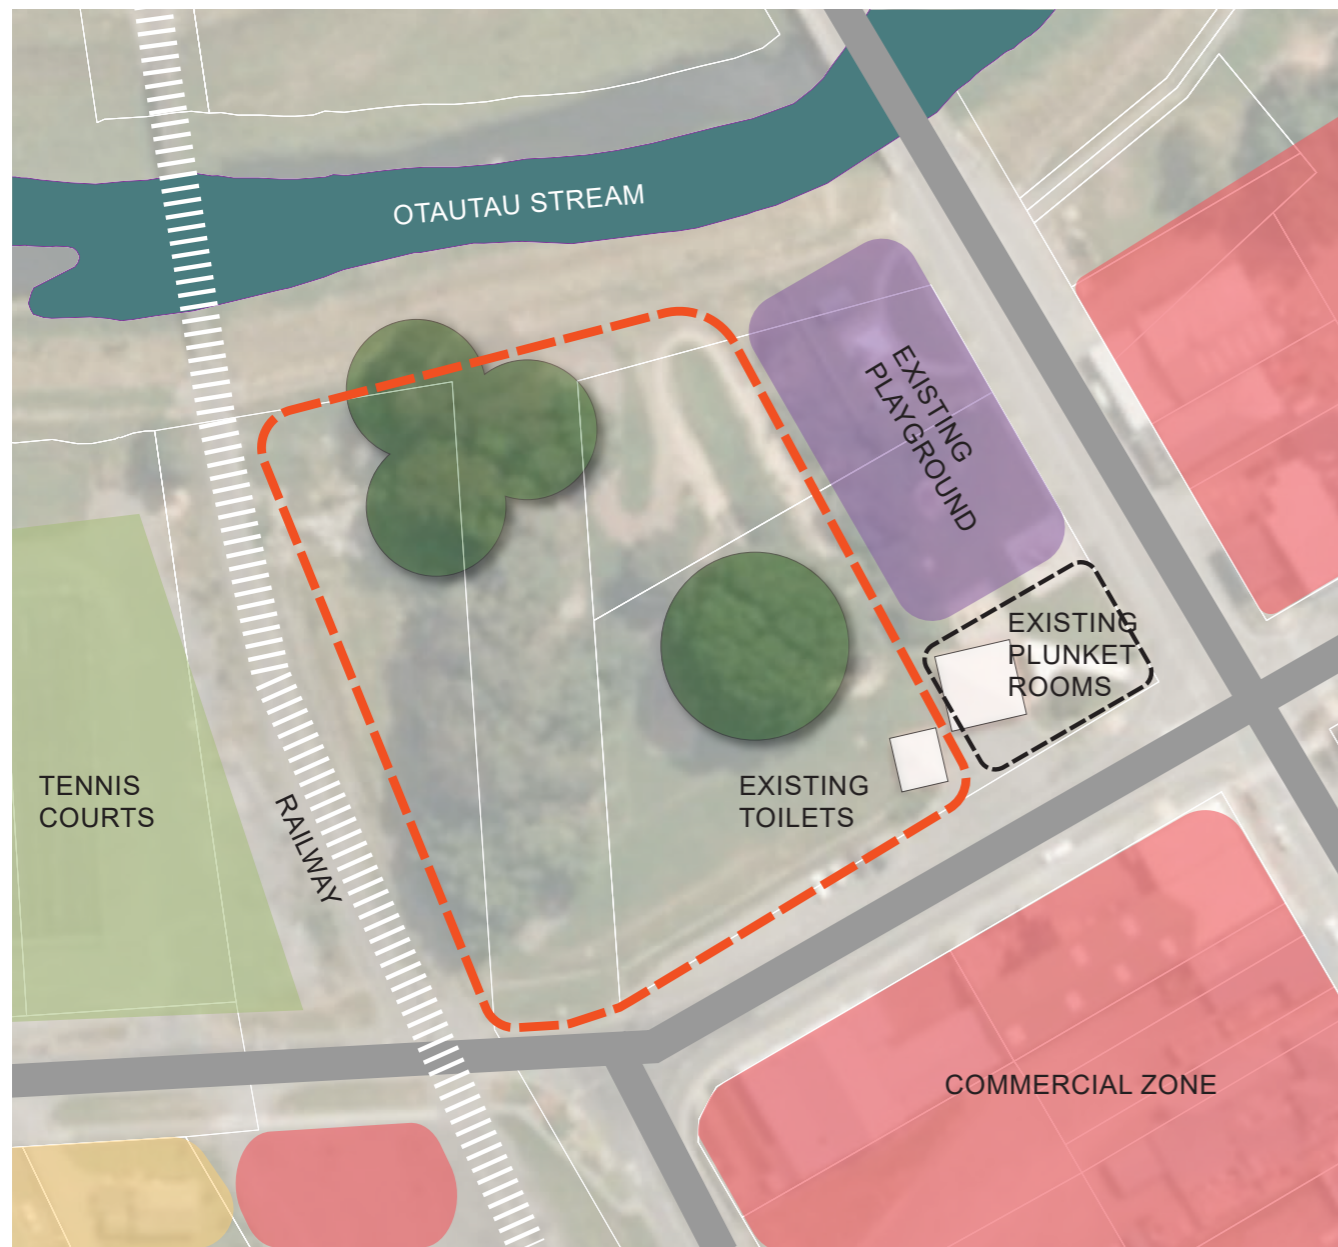 OTAUTAU STREAM
EXISTING
PLAYGROUND
EXISTING
PLUNKET
ROOMS
TENNIS
COURTS
RAILWAY
EXISTING
TOILETS
COMMERCIAL ZONE